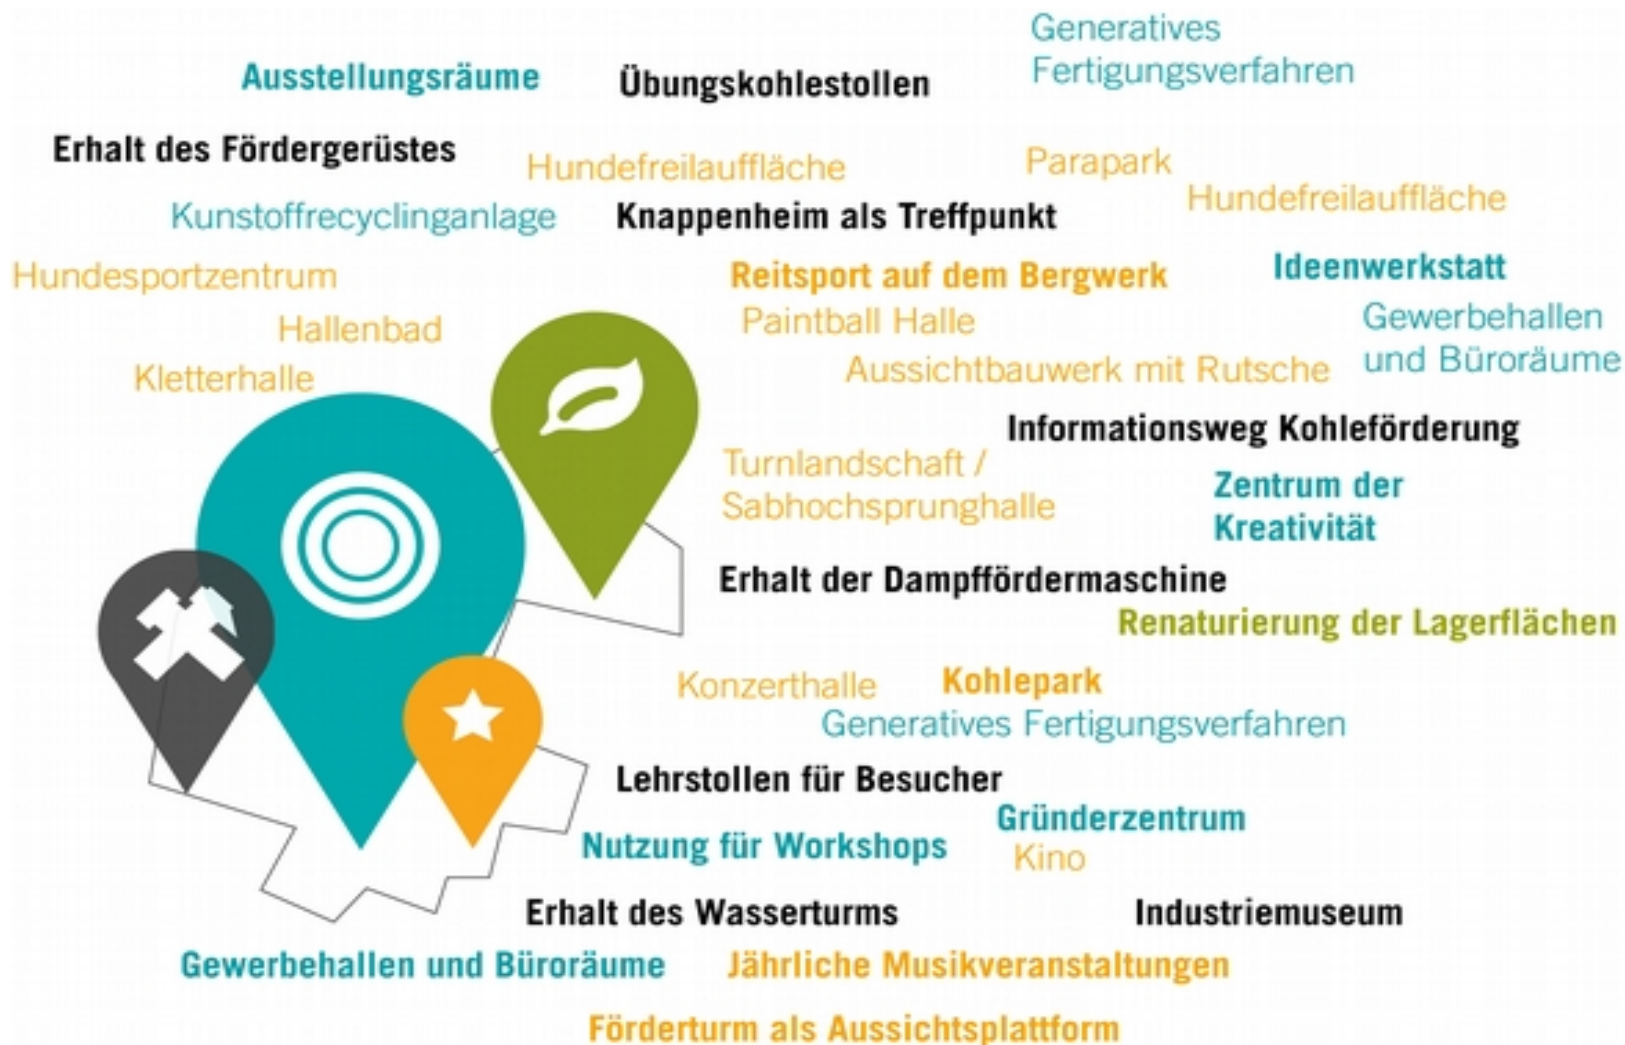 Generatives
Fertigungsverfahren
Ausstellungsräume
Übungskohlestollen
Erhalt des Fördergerüstes
Hundefreilauffläche
Parapark
Hundefreilauffläche
Kunstoffrecyclinganlage
Knappenheim als Treffpunkt
Hundesportzentrum
Reitsport auf dem Bergwerk
Ideenwerkstatt
Hallenbad
Paintball Halle
Gewerbehallen
und Büroräume
Kletterhalle
Aussichtbauwerk mit Rutsche
Informationsweg Kohleförderung
Turnlandschaft /
Sabhochsprunghalle
Zentrum der
Kreativität
Erhalt der Dampffördermaschine
Renaturierung der Lagerflächen
Konzerthalle
Kohlepark
Generatives Fertigungsverfahren
Lehrstollen für Besucher
Gründerzentrum
Nutzung für Workshops
Kino
Erhalt des Wasserturms
Industriemuseum
Gewerbehallen und Büroräume
Jährliche Musikveranstaltungen
Förderturm als Aussichtsplattform